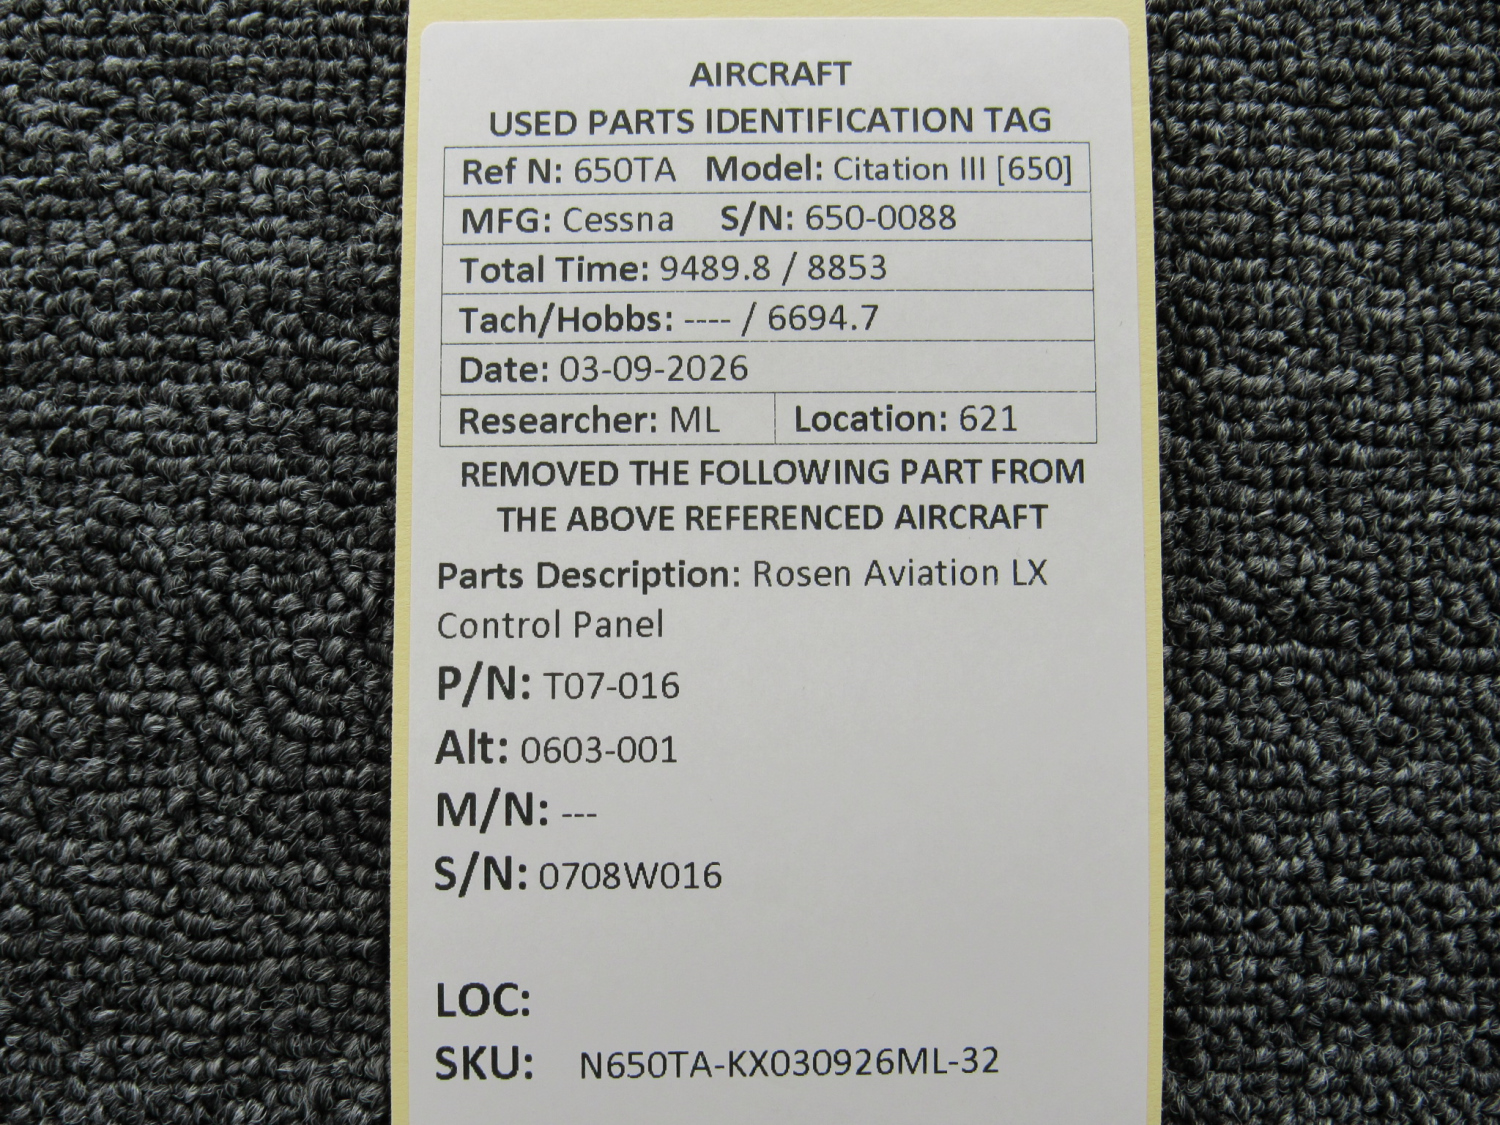 AIRCRAFT
USED PARTS IDENTIFICATION TAG
Ref N: 650TA Model: Citation III [650]
MFG: Cessna S/N: 650-0088
Total Time: 9489.8 / 8853
Tach/Hobbs: ---- / 6694.7
Date: 03-09-2026
Researcher: ML Location: 621
REMOVED THE FOLLOWING PART FROM
THE ABOVE REFERENCED AIRCRAFT
Parts Description: Rosen Aviation LX
Control Panel
P/N: T07-016
Alt: 0603-001
M/N: ---
S/N: 0708W016
LOC:
SKU: N650TA-KX030926ML-32